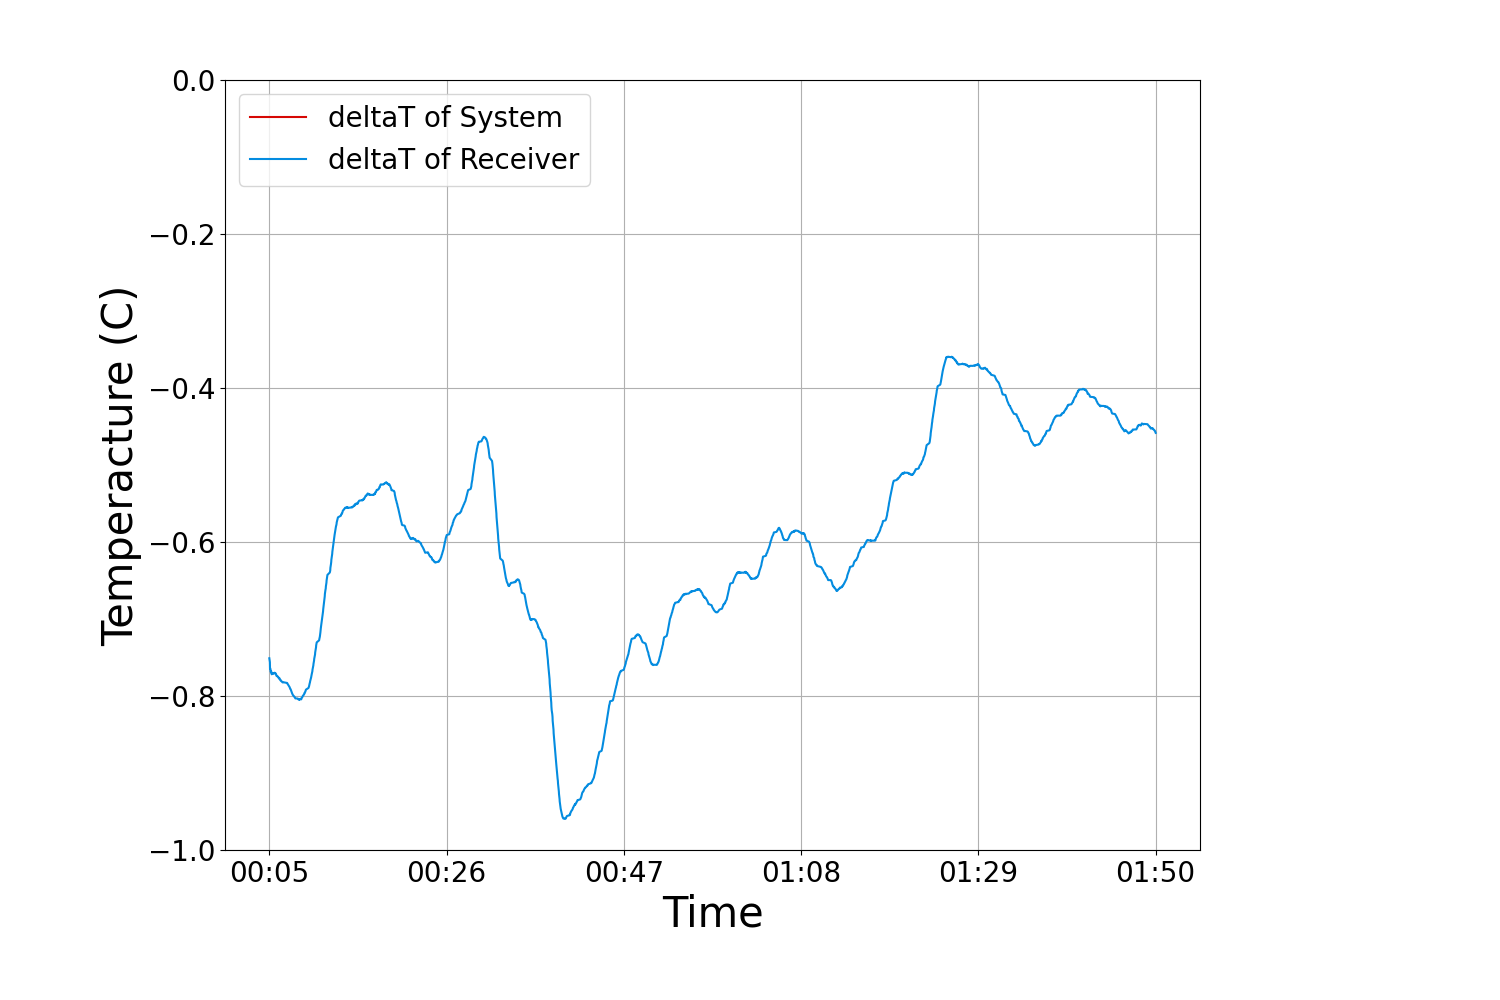 0.0
deltaT of System
deltaT of Receiver
−0.2
−0.4
−0.6
−0.8
−1.0
Temperacture (C)
00:05 00:26 00:47 01:08 01:29 01:50
Time